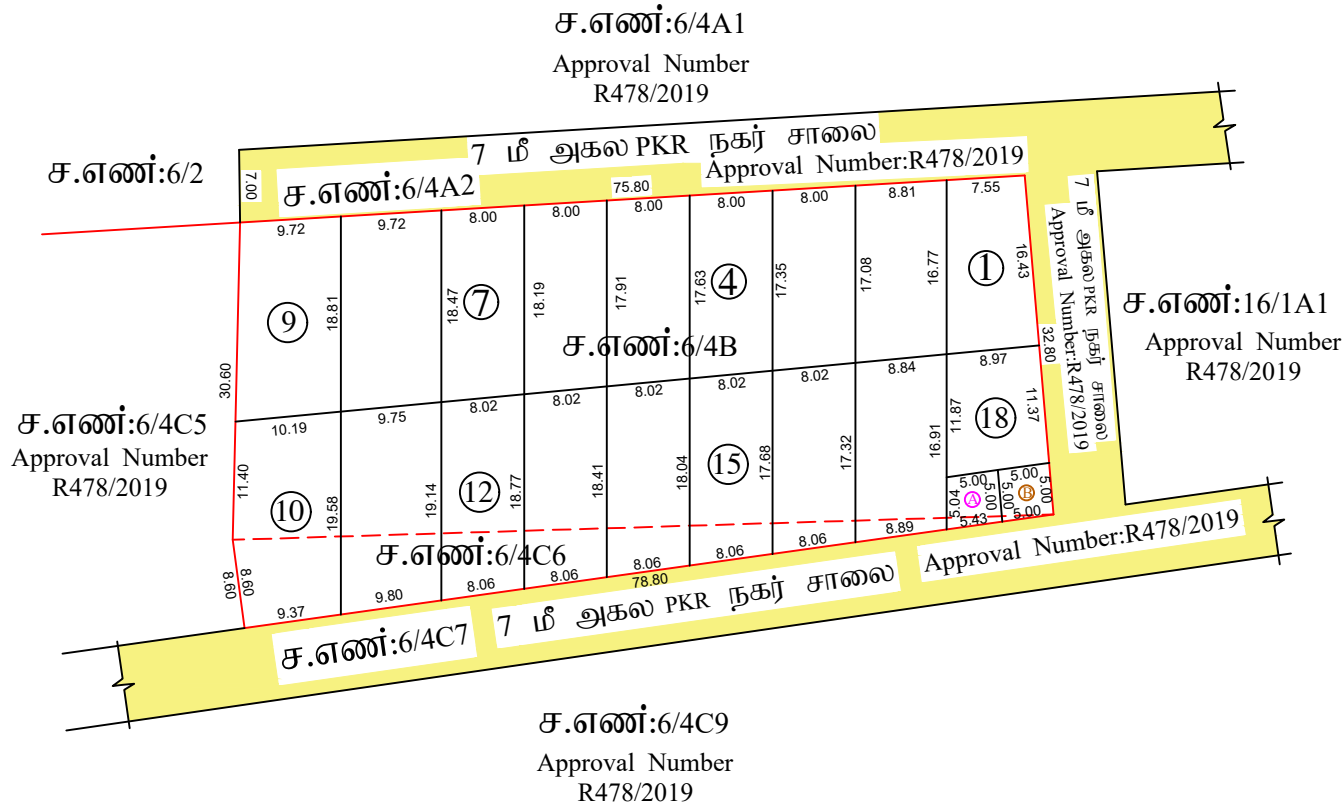 ச.எண்:6/4A1
Approval Number
R478/2019
7 மீ அகல PKR நகர் சாலை
Approval Number:R478/2019
ச.எண்:6/2
7.00
ச.எண்:6/4A2
75.80
9.72
9.72
8.00
8.00
8.00
8.00
8.00
8.81
7.55
7 மீ அகல PKR நகர் சாலை
Approval Number:R478/2019
9
18.81
18.47
7
18.19
17.91
17.63
4
17.35
17.08
16.77
1
16.43
32.80
ச.எண்:16/1A1
Approval Number
R478/2019
ச.எண்:6/4B
30.60
10.19
9.75
8.02
8.02
8.02
8.02
8.02
8.84
8.97
ச.எண்:6/4C5
Approval Number
R478/2019
11.40
10
19.58
19.14
12
18.77
18.41
18.04
15
17.68
17.32
16.91
11.87
18
11.37
5.00
5.00
5.04
A
5.00
5.00
B
5.00
5.43
5.00
ச.எண்:6/4C6
8.60
8.60
9.37
9.80
8.06
8.06
8.06
8.06
8.06
8.89
78.80
ச.எண்:6/4C7
7 மீ அகல PKR நகர் சாலை
Approval Number:R478/2019
ச.எண்:6/4C9
Approval Number
R478/2019